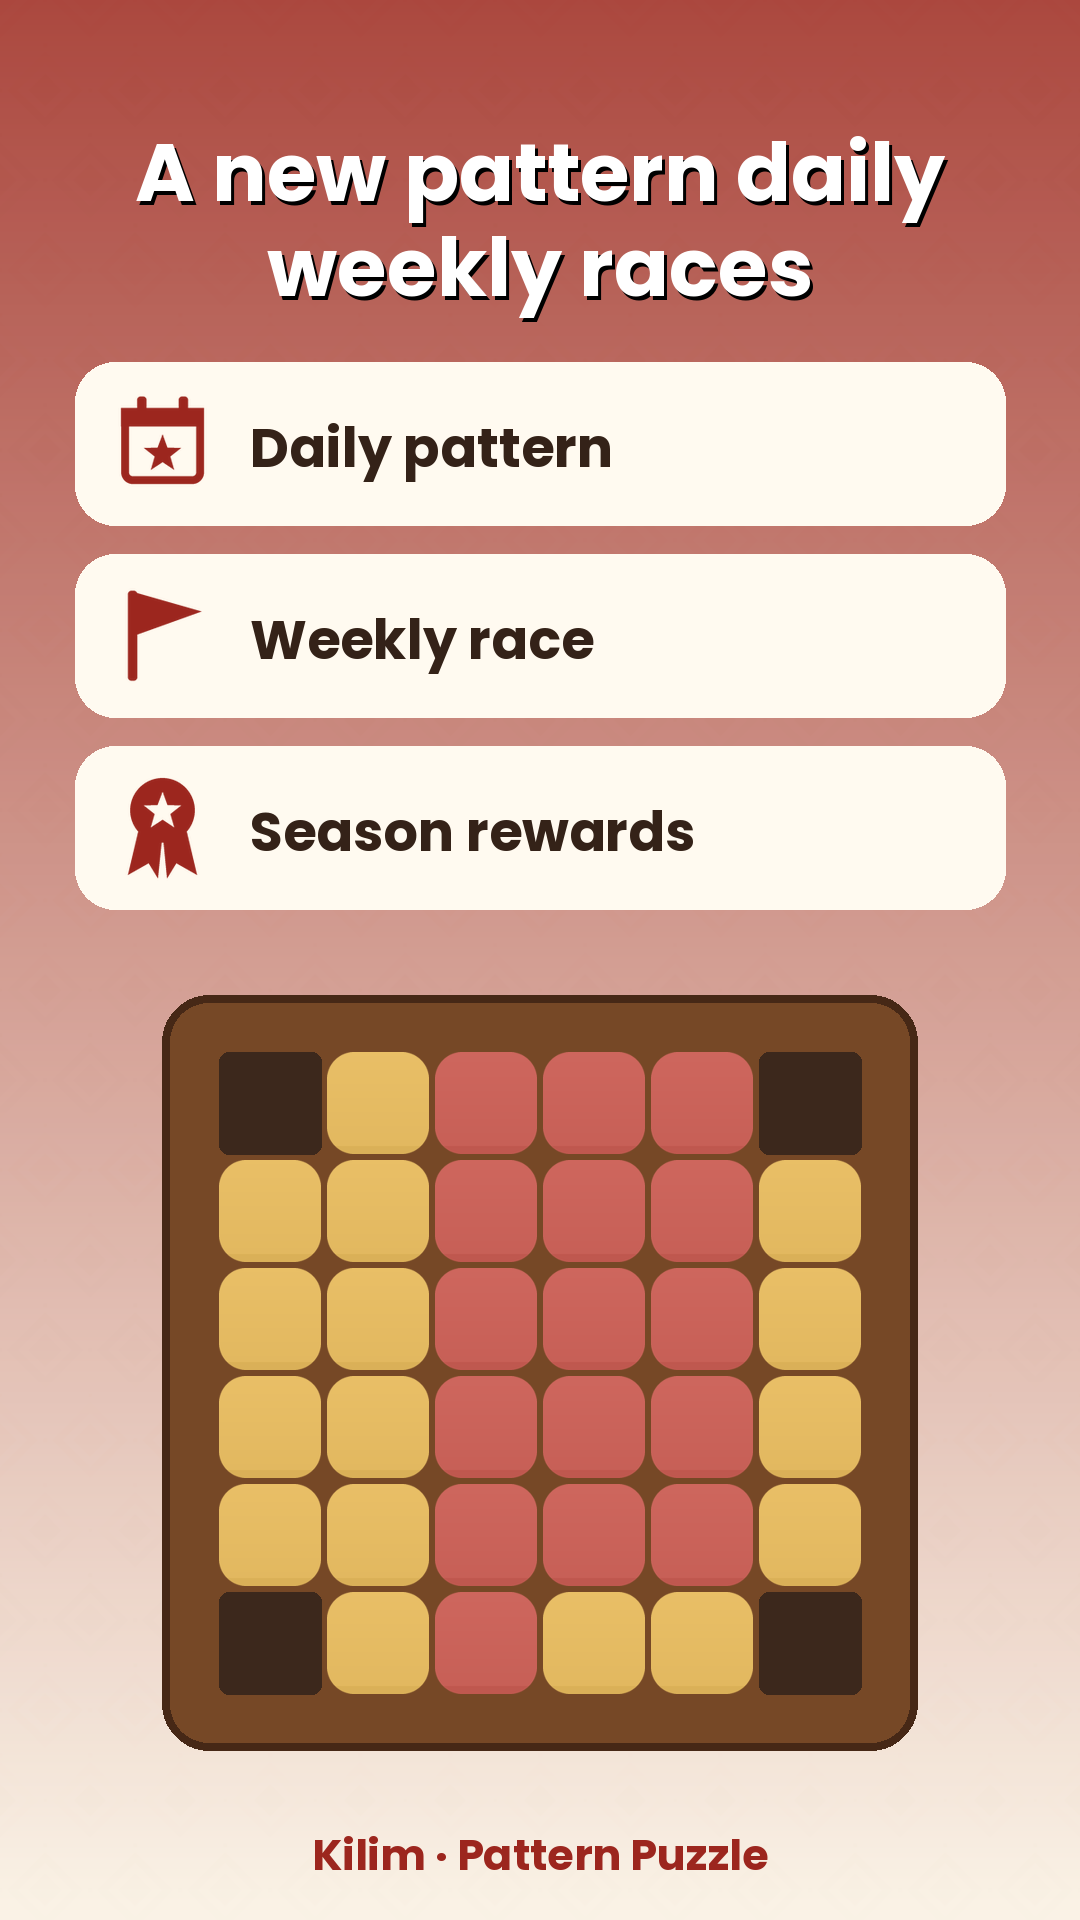 A new pattern daily
weekly races
Daily pattern
Weekly race
Season rewards
Kilim · Pattern Puzzle